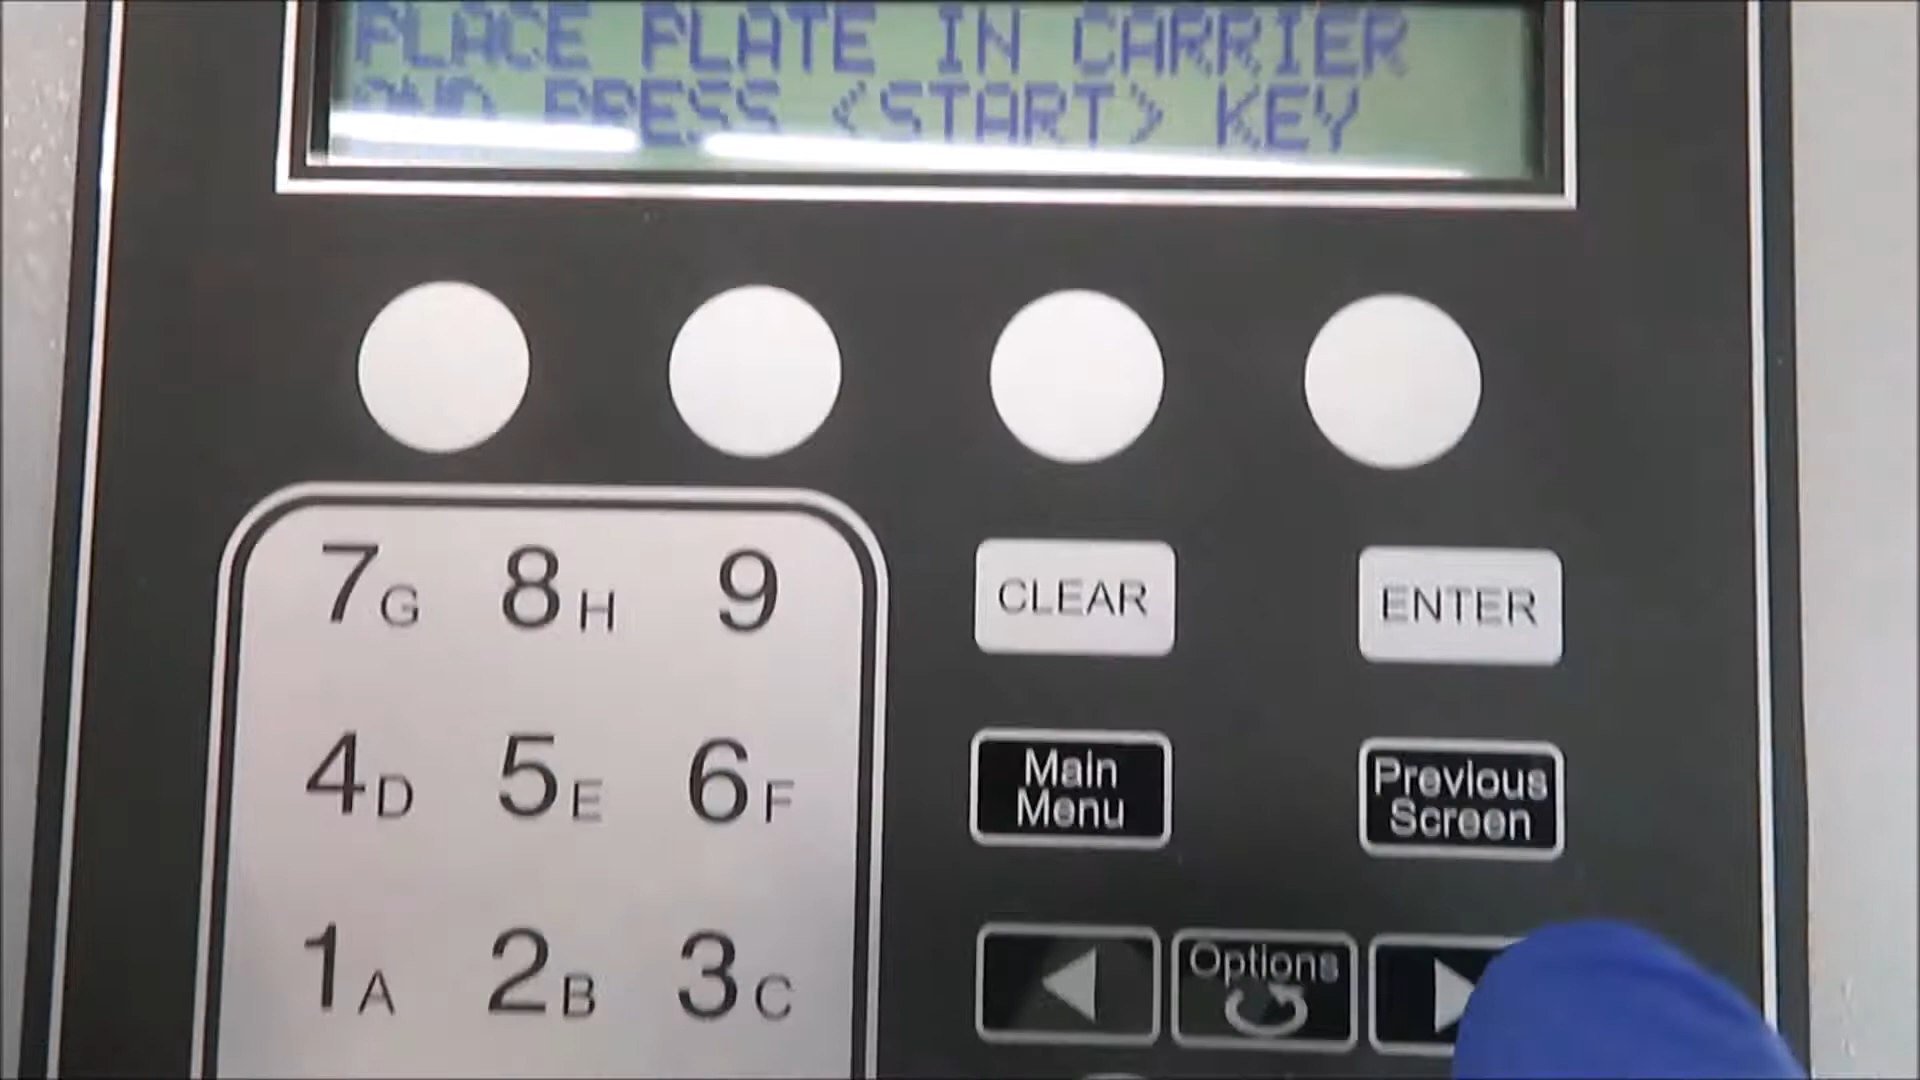 PLACE PLATE IN CARRIER
AND PRESS <START> KEY
7G 8H 9
CLEAR
ENTER
4D 5E 6F
Main
Menu
Previous
Screen
1A 2B 3C
Options